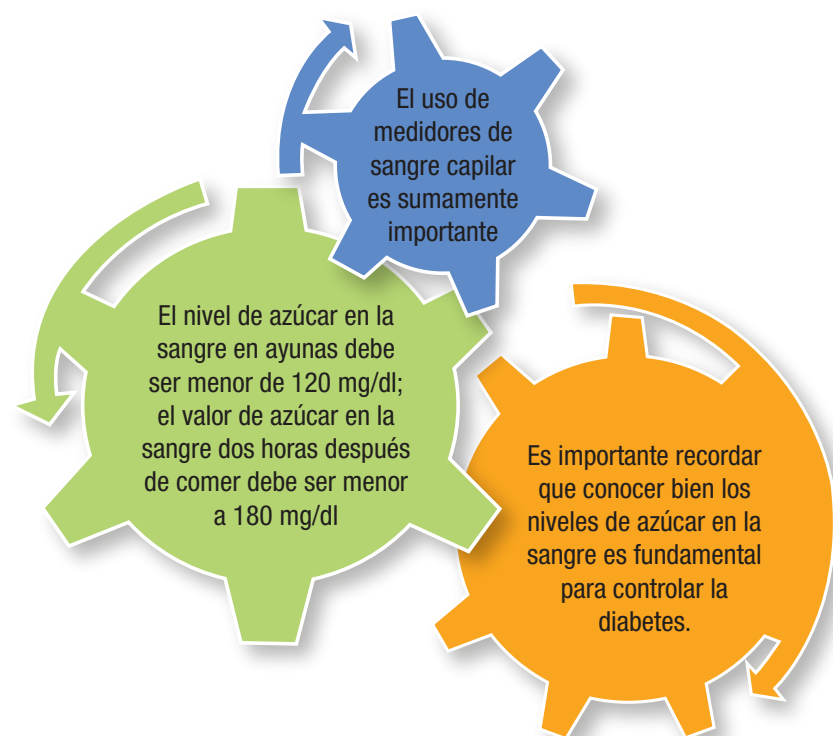 El uso de
medidores de
sangre capilar
es sumamente
importante
El nivel de azúcar en la
sangre en ayunas debe
ser menor de 120 mg/dl;
el valor de azúcar en la
sangre dos horas después
de comer debe ser menor
a 180 mg/dl
Es importante recordar
que conocer bien los
niveles de azúcar en la
sangre es fundamental
para controlar la
diabetes.